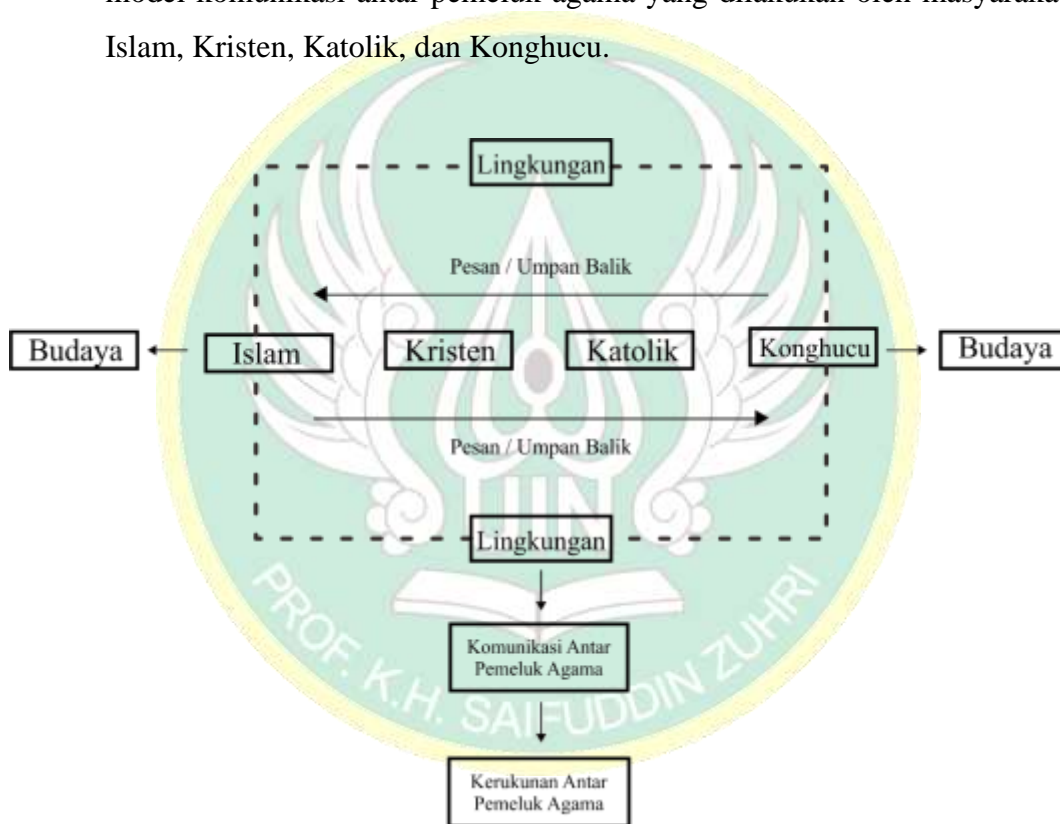 model komunikasi antar pemeluk agama yang dilakukan oleh
Islam, Kristen, Katolik, dan Konghucu.
Lingkungan
Pesan / Umpan Balik
Budaya Islam Kristen Katolik Konghucu Budaya
Pesan / Umpan Balik
UIN
Lingkungan
Komunikasi Antar
Pemeluk Agama
PROF. K.H. SAIFUDDIN ZUHRI
Kerukunan Antar
Pemeluk Agama